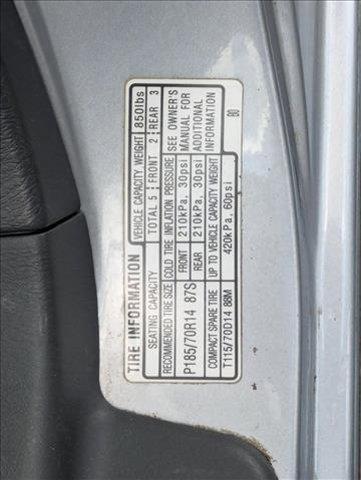 TIRE INFORMATION VEHICLE CAPACITY WEIGHT 850lbs
SEATING CAPACITY TOTAL 5 FRONT 2 REAR 3
RECOMMENDED TIRE SIZE COLD TIRE INFLATION PRESSURE SEE OWNER'S
P185/70R14 87S FRONT 210kPa, 30psi MANUAL FOR
REAR 210kPa, 30psi ADDITIONAL
COMPACT SPARE TIRE UP TO VEHICLE CAPACITY WEIGHT INFORMATION
T115/70D14 88M 420kPa, 60psi BD